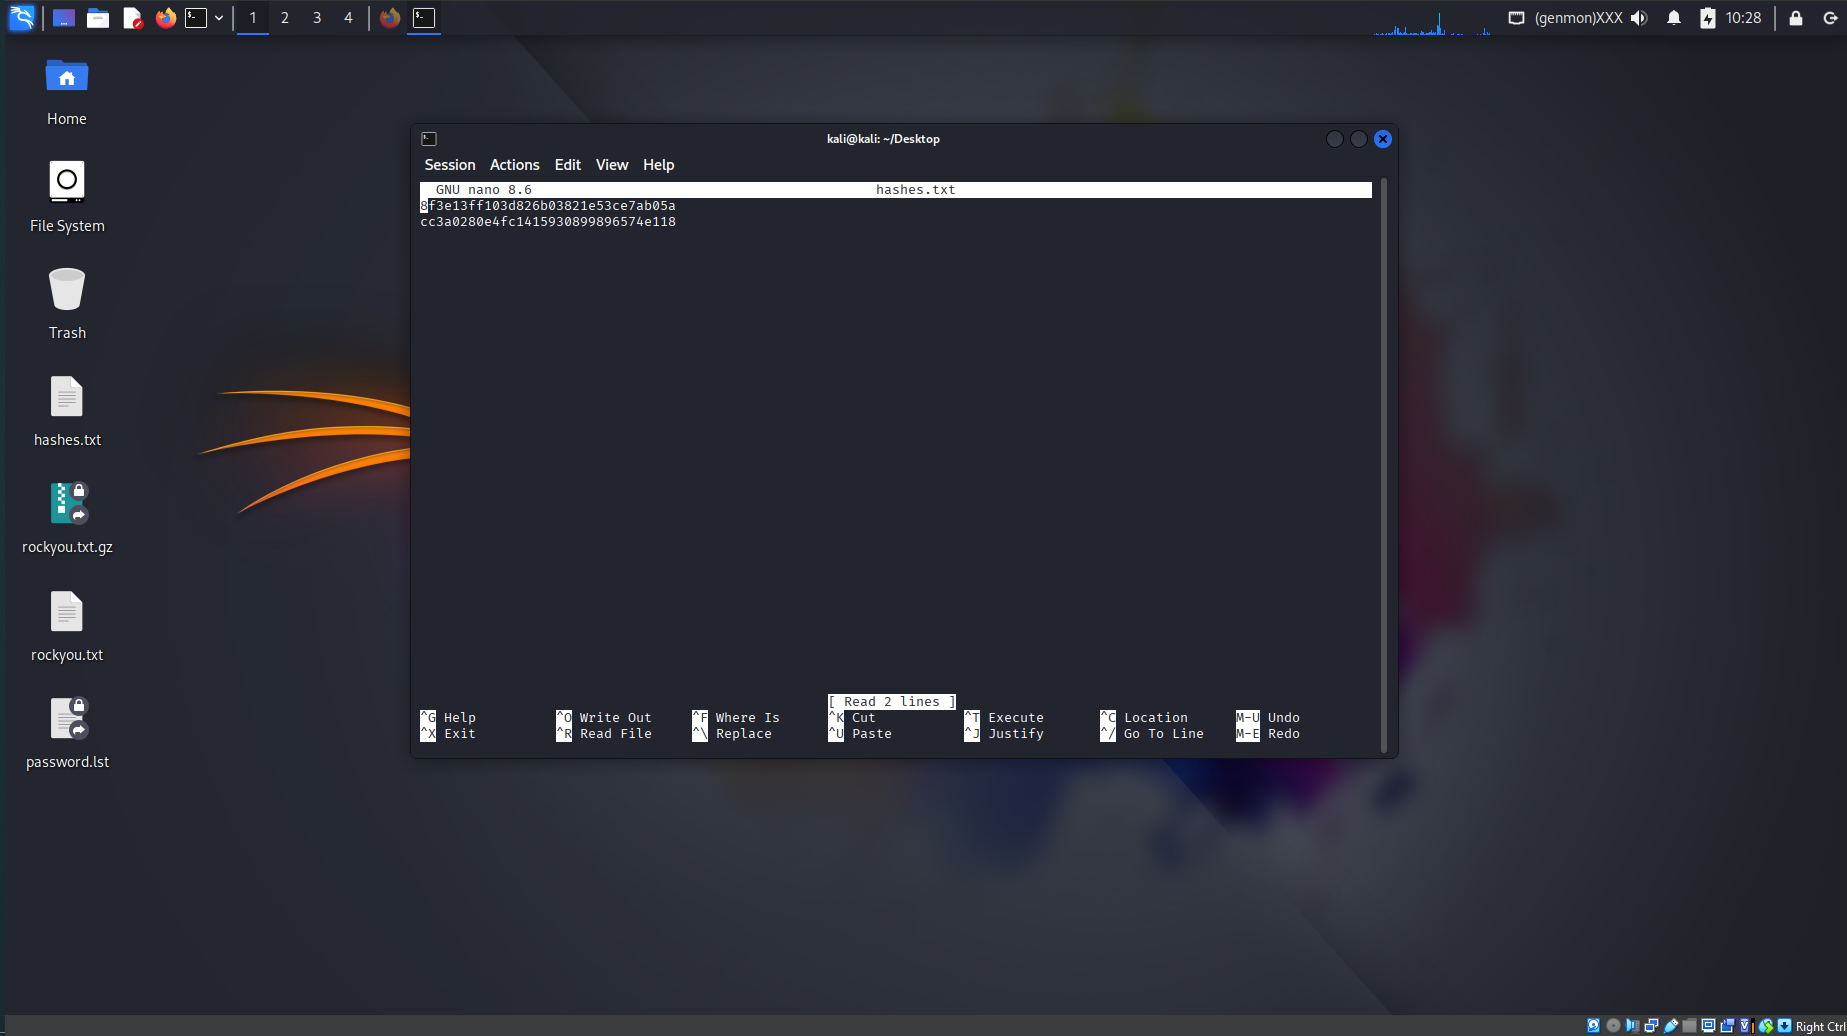 1 2 3 4 (genmon)XXX 10:28
Home
File System
Trash
hashes.txt
rockyou.txt.gz
rockyou.txt
password.lst
kali@kali: ~/Desktop
Session Actions Edit View Help
GNU nano 8.6 hashes.txt
8f3e13ff103d826b03821e53ce7ab05a
cc3a0280e4fc1415930899896574e118
[ Read 2 lines ]
^G Help ^O Write Out ^F Where Is ^K Cut ^T Execute ^C Location M-U Undo
^X Exit ^R Read File ^\ Replace ^U Paste ^J Justify ^/ Go To Line M-E Redo
Right Ctrl